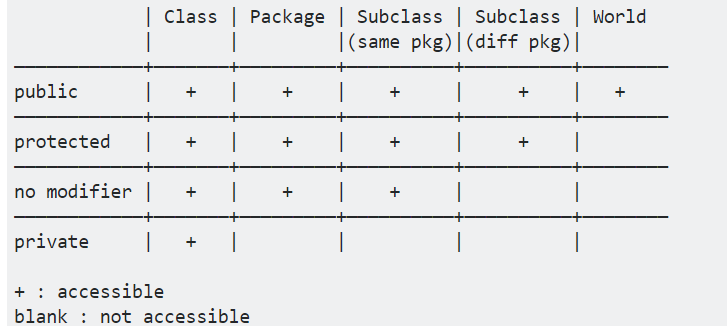 | Class | Package | Subclass | Subclass | World
            |       |         |(same pkg)|(diff pkg)|
————————————+———————+—————————+——————————+——————————+————————
public      |   +   |    +    |    +     |     +    |   +
————————————+———————+—————————+——————————+——————————+————————
protected   |   +   |    +    |    +     |     +    |
————————————+———————+—————————+——————————+——————————+————————
no modifier |   +   |    +    |    +     |          |
————————————+———————+—————————+——————————+——————————+————————
private     |   +   |         |          |          |
+ : accessible
blank : not accessible